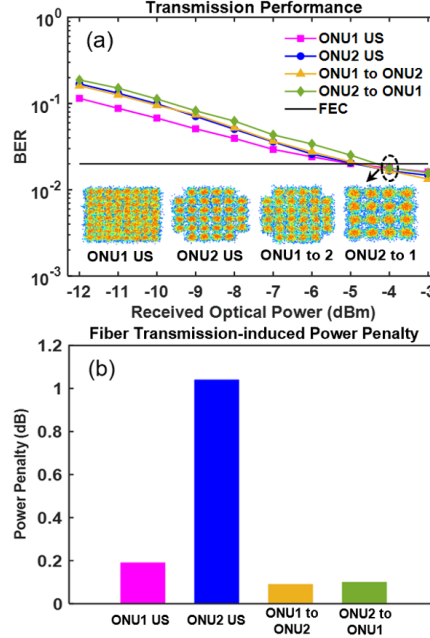 Transmission Performance
(a)
ONU1 US
ONU2 US
ONU1 to ONU2
ONU2 to ONU1
FEC
BER
10^0
10^-1
10^-2
10^-3
ONU1 US
ONU2 US
ONU1 to 2
ONU2 to 1
-12 -11 -10 -9 -8 -7 -6 -5 -4 -3
Received Optical Power (dBm)
Fiber Transmission-induced Power Penalty
(b)
Power Penalty (dB)
1.2
1
0.8
0.6
0.4
0.2
0
ONU1 US
ONU2 US
ONU1 to
ONU2
ONU2 to
ONU1